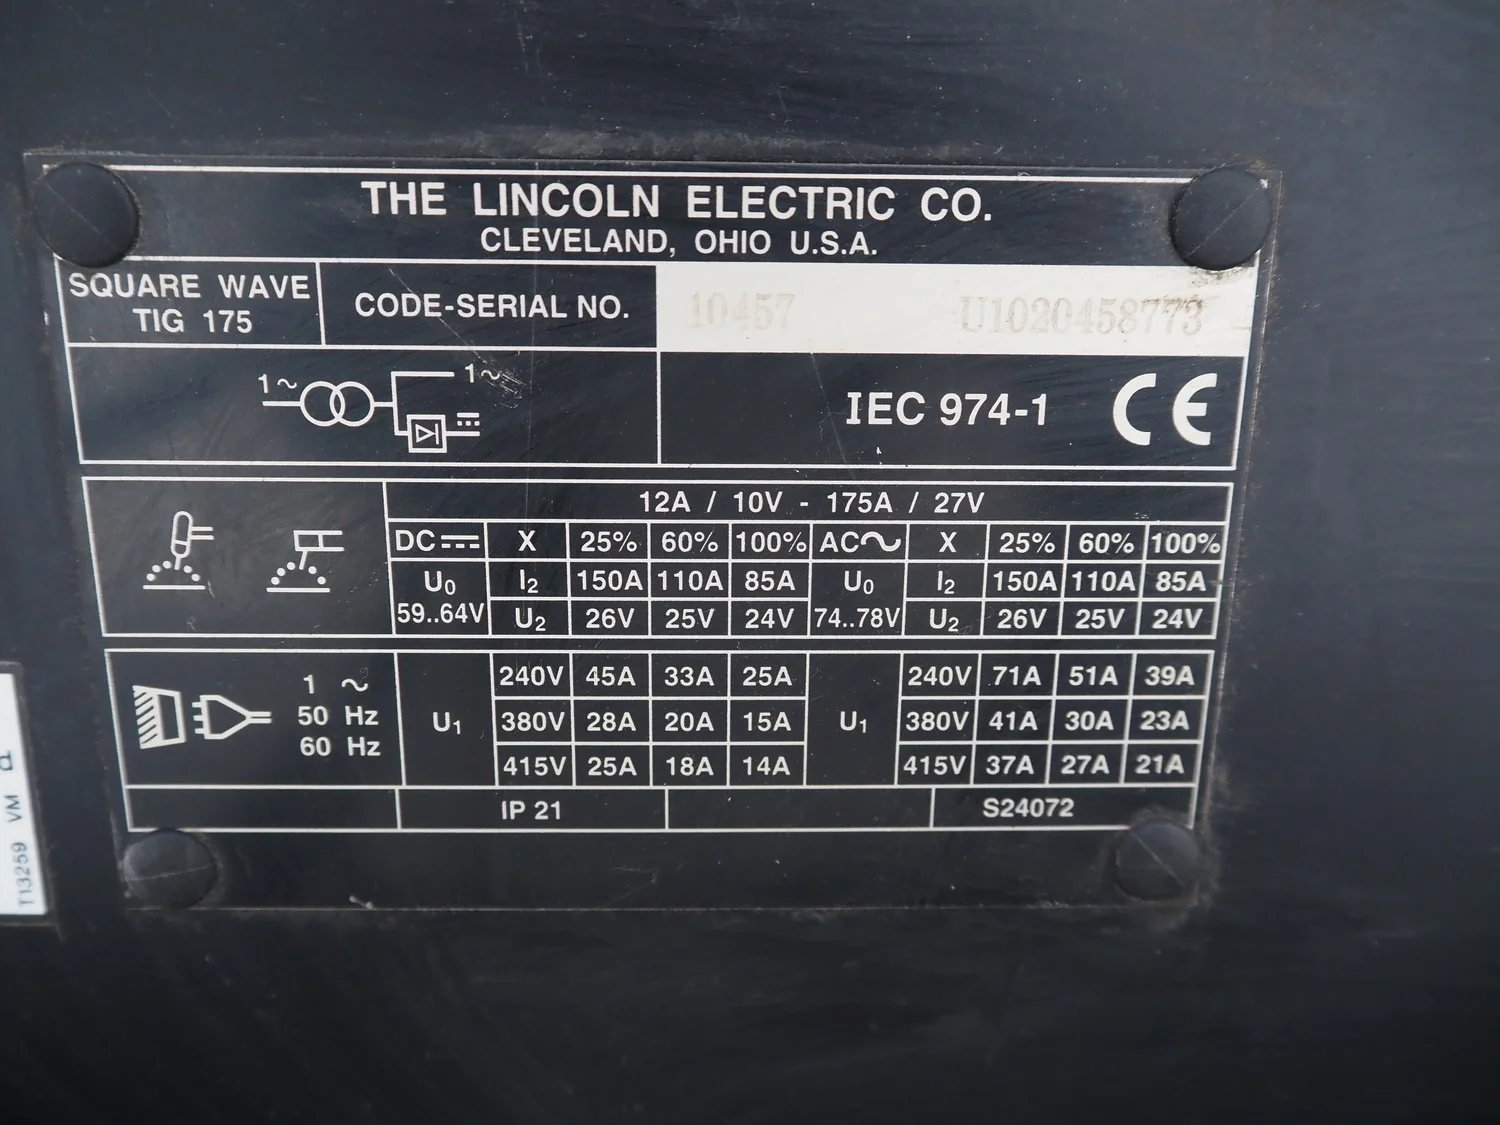 THE LINCOLN ELECTRIC CO.
CLEVELAND, OHIO U.S.A.
SQUARE WAVE
TIG 175
CODE-SERIAL NO.
10457 U1020458773
1~ 1~
IEC 974-1 CE
12A / 10V - 175A / 27V
DC X 25% 60% 100% AC X 25% 60% 100%
U0 I2 150A 110A 85A U0 I2 150A 110A 85A
59..64V U2 26V 25V 24V 74..78V U2 26V 25V 24V
1 ~
50 Hz
60 Hz
U1 240V 45A 33A 25A U1 240V 71A 51A 39A
380V 28A 20A 15A 380V 41A 30A 23A
415V 25A 18A 14A 415V 37A 27A 21A
IP 21 S24072
T13259 VM